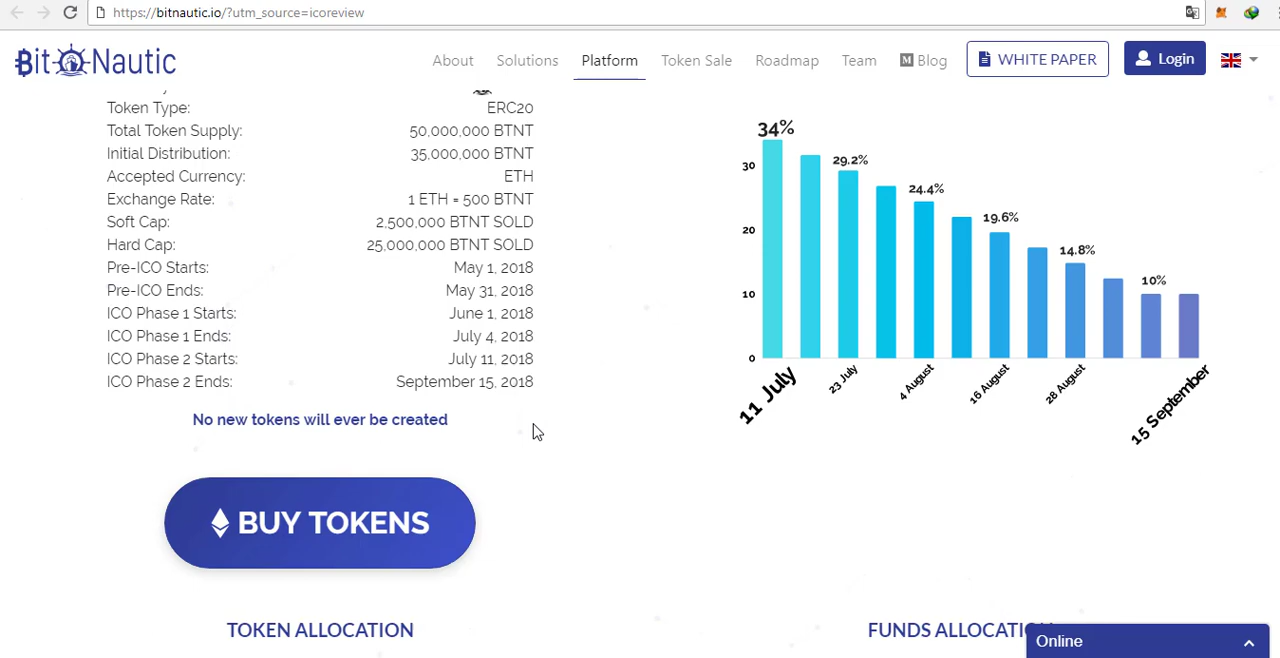 https://bitnautic.io/?utm_source=icoreview
BitNautic
About Solutions Platform Token Sale Roadmap Team Blog WHITE PAPER Login
Token Type: ERC20
Total Token Supply: 50,000,000 BTNT
Initial Distribution: 35,000,000 BTNT
Accepted Currency: ETH
Exchange Rate: 1 ETH = 500 BTNT
Soft Cap: 2,500,000 BTNT SOLD
Hard Cap: 25,000,000 BTNT SOLD
Pre-ICO Starts: May 1, 2018
Pre-ICO Ends: May 31, 2018
ICO Phase 1 Starts: June 1, 2018
ICO Phase 1 Ends: July 4, 2018
ICO Phase 2 Starts: July 11, 2018
ICO Phase 2 Ends: September 15, 2018
No new tokens will ever be created
BUY TOKENS
34%
29.2%
24.4%
19.6%
14.8%
10%
30
20
10
0
11 July 23 July 4 August 16 August 28 August 15 September
TOKEN ALLOCATION
FUNDS ALLOCATIO
Online